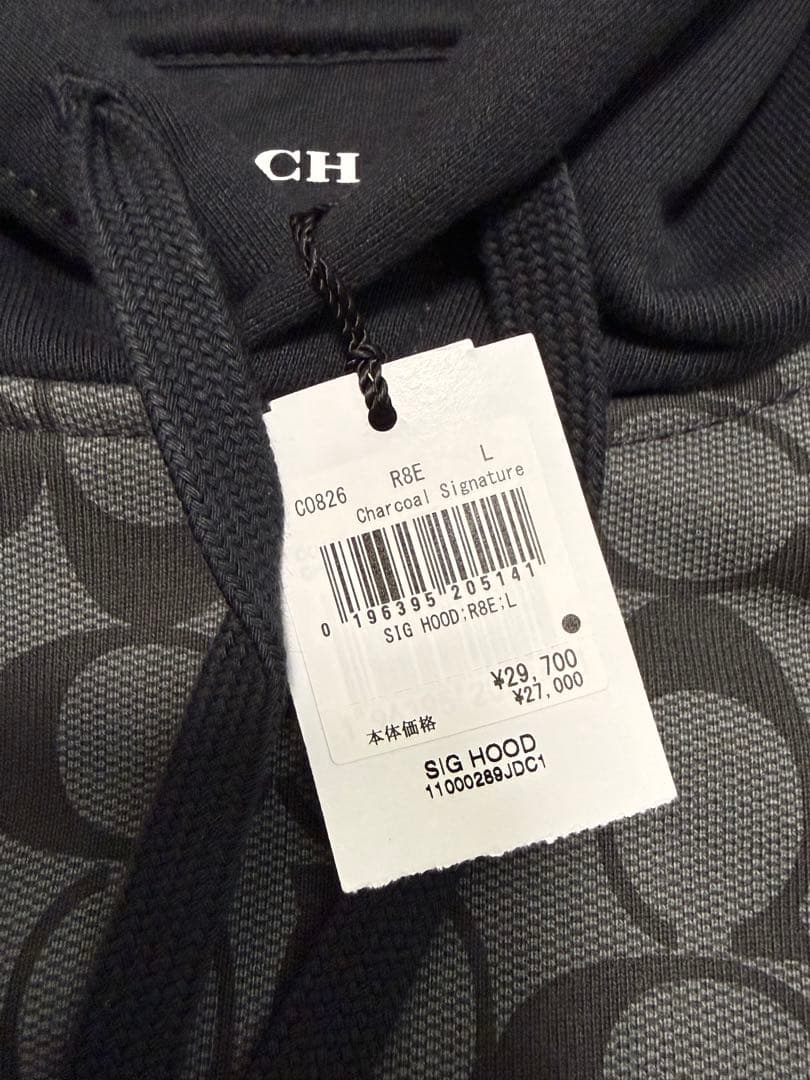 CH
C0826 R8E L
Charcoal Signature
0 196395 205141
SIG HOOD;R8E;L
¥29,700
本体価格 ¥27,000
SIG HOOD
11000289JDC1